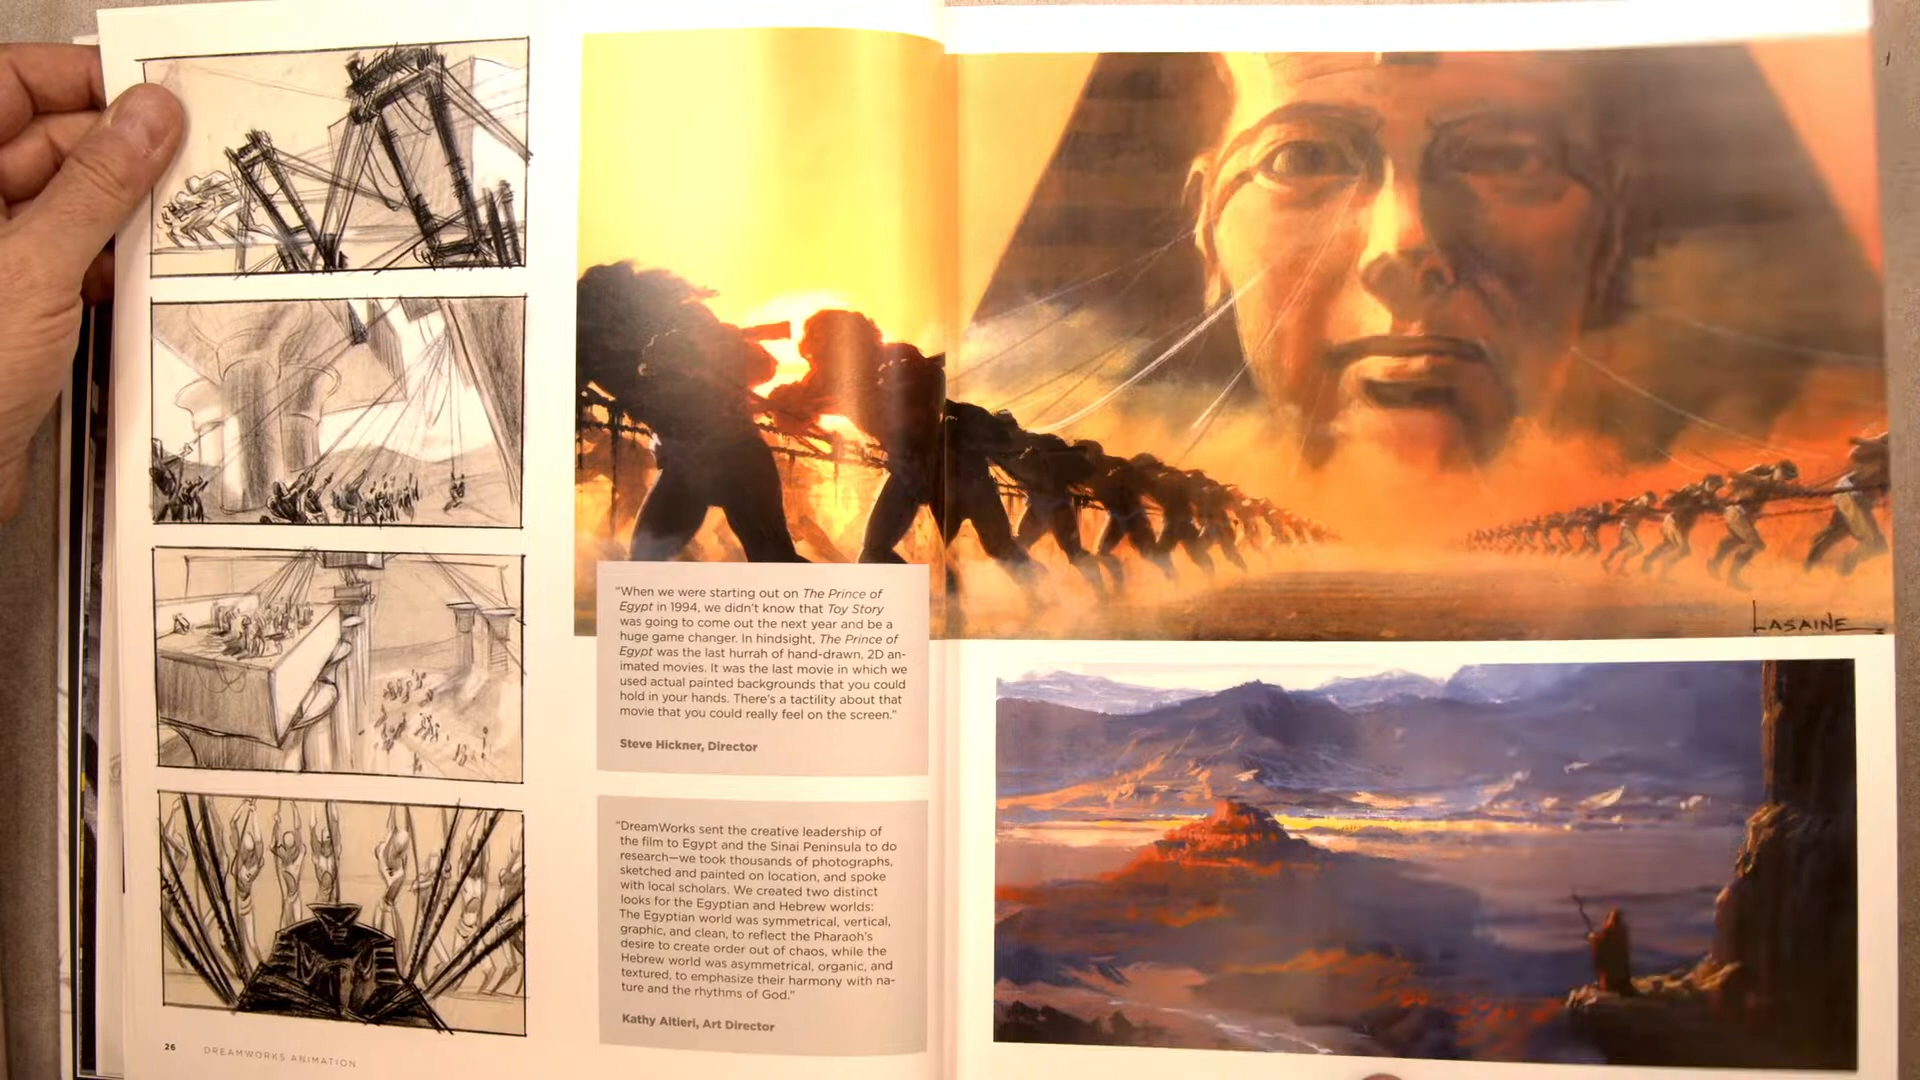 "When we were starting out on The Prince of
Egypt in 1994, we didn't know that Toy Story
was going to come out the next year and be a
huge game changer. In hindsight, The Prince of
Egypt was the last hurrah of hand-drawn, 2D an-
imated movies. It was the last movie in which we
used actual painted backgrounds that you could
hold in your hands. There's a tactility about that
movie that you could really feel on the screen."
Steve Hickner, Director
"DreamWorks sent the creative leadership of
the film to Egypt and the Sinai Peninsula to do
research—we took thousands of photographs,
sketched and painted on location, and spoke
with local scholars. We created two distinct
looks for the Egyptian and Hebrew worlds:
The Egyptian world was symmetrical, vertical,
graphic, and clean, to reflect the Pharaoh's
desire to create order out of chaos, while the
Hebrew world was asymmetrical, organic, and
textured, to emphasize their harmony with na-
ture and the rhythms of God."
Kathy Altieri, Art Director
26 DREAMWORKS ANIMATION
LASAINE